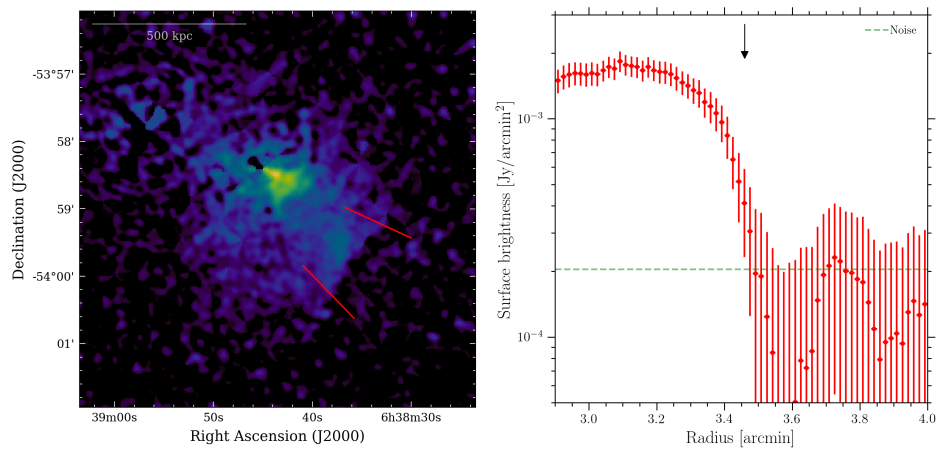 500 kpc
-53°57'
58'
59'
-54°00'
01'
39m00s 50s 40s 6h38m30s
Declination (J2000)
Right Ascension (J2000)
Noise
10⁻³
10⁻⁴
Surface brightness [Jy/arcmin²]
3.0 3.2 3.4 3.6 3.8 4.0
Radius [arcmin]